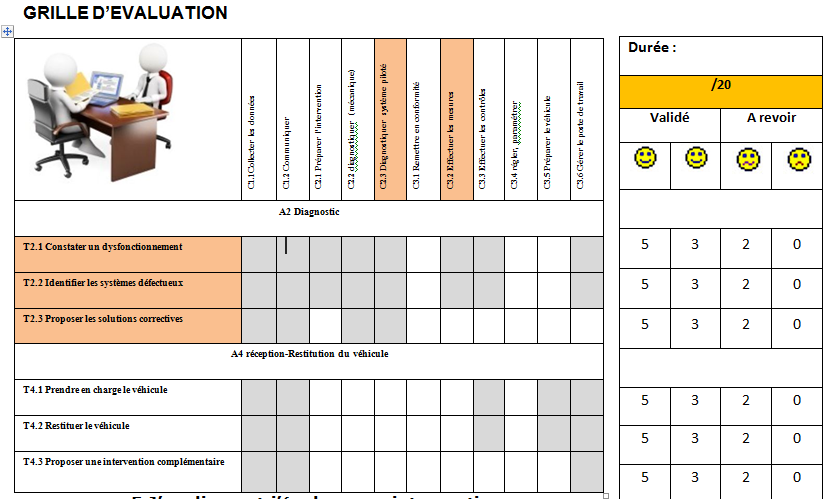 GRILLE D'EVALUATION
C1.1Collecter les données
C1.2 Communiquer
C2.1 Préparer l'intervention
C2.2 diagnostiquer (mécanique)
C2.3 Diagnostiquer système piloté
C3.1 Remettre en conformité
C3.2 Effectuer les mesures
C3.3 Effectuer les contrôles
C3.4 régler, paramétrer
C3.5 Préparer le véhicule
C3.6 Gérer le poste de travail
Durée :
/20
Validé A revoir
A2 Diagnostic
T2.1 Constater un dysfonctionnement 5 3 2 0
T2.2 Identifier les systèmes défectueux 5 3 2 0
T2.3 Proposer les solutions correctives 5 3 2 0
A4 réception-Restitution du véhicule
T4.1 Prendre en charge le véhicule 5 3 2 0
T4.2 Restituer le véhicule 5 3 2 0
T4.3 Proposer une intervention complémentaire 5 3 2 0